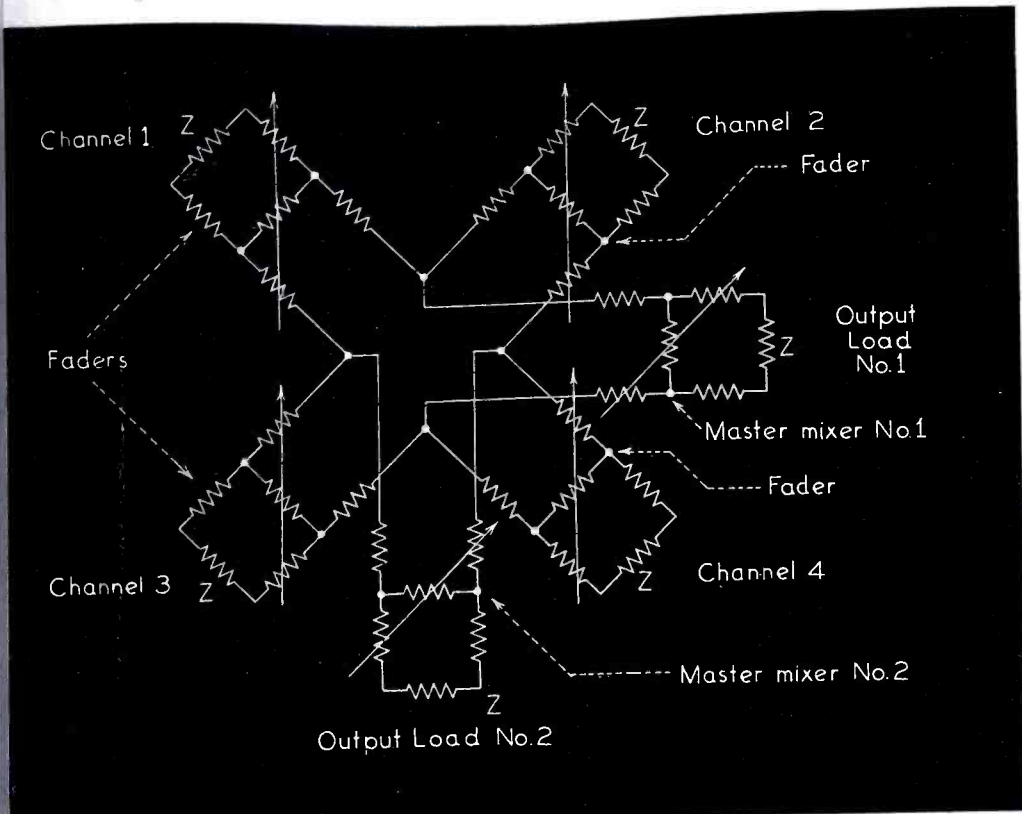 Channel 1
Z
Z
Channel 2
Fader
Faders
Output
Load
No.1
Z
Master mixer No.1
Fader
Channel 3
Z
Z
Channel 4
Master mixer No.2
Z
Output Load No.2